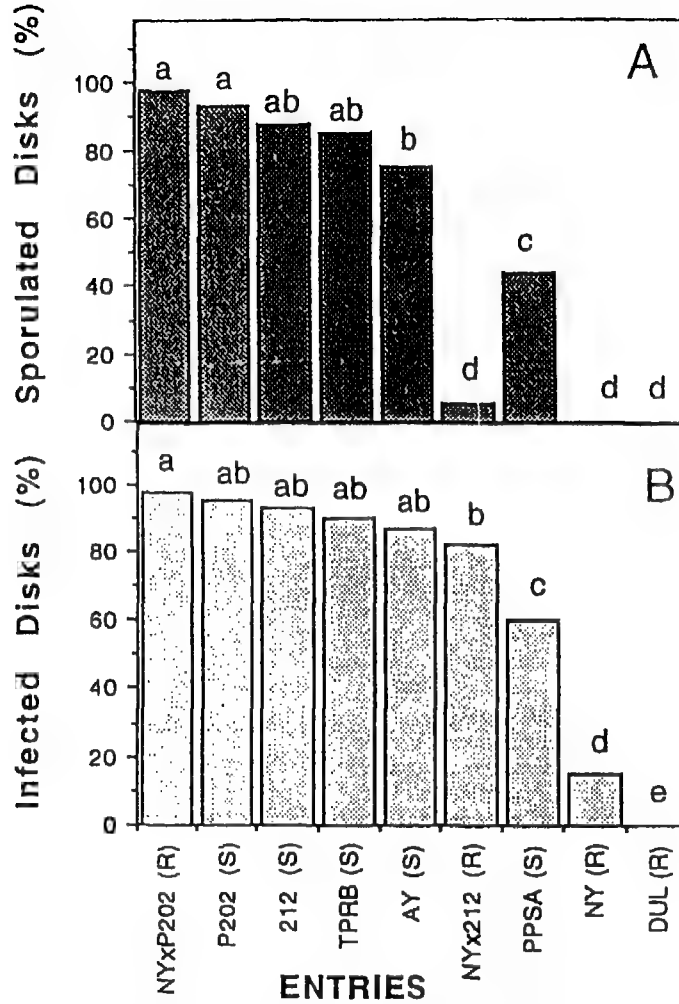 Sporulated Disks (%)
A
100
80
60
40
20
0
a
a
ab
ab
b
d
c
d
d
Infected Disks (%)
B
100
80
60
40
20
0
a
ab
ab
ab
ab
b
c
d
e
NYxP202 (R)
P202 (S)
212 (S)
TPRB (S)
AY (S)
NYx212 (R)
PPSA (S)
NY (R)
DUL (R)
ENTRIES